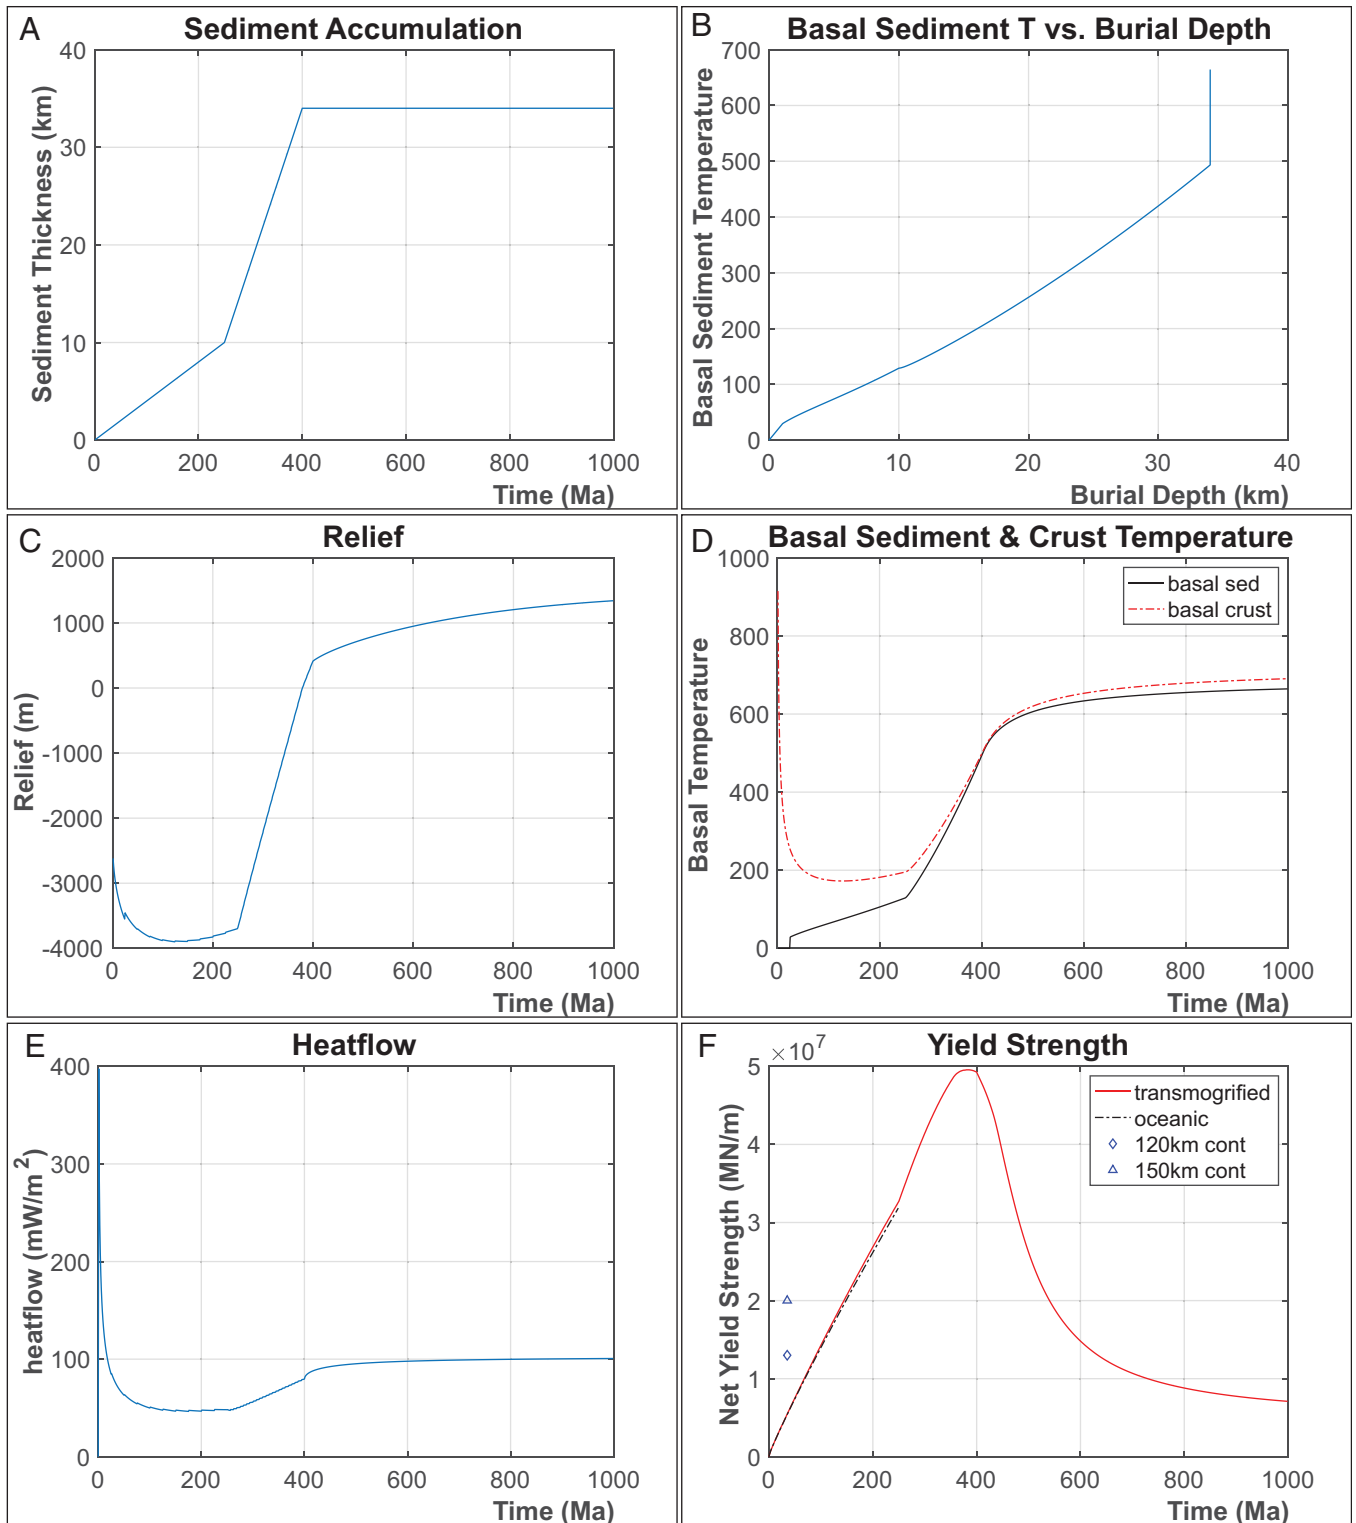 A
Sediment Accumulation
40
30
20
10
0
Sediment Thickness (km)
0 200 400 600 800 1000
Time (Ma)
B
Basal Sediment T vs. Burial Depth
700
600
500
400
300
200
100
0
Basal Sediment Temperature
0 10 20 30 40
Burial Depth (km)
C
Relief
2000
1000
0
-1000
-2000
-3000
-4000
Relief (m)
0 200 400 600 800 1000
Time (Ma)
D
Basal Sediment & Crust Temperature
1000
800
600
400
200
0
Basal Temperature
basal sed
basal crust
0 200 400 600 800 1000
Time (Ma)
E
Heatflow
400
300
200
100
0
heatflow (mW/m²)
0 200 400 600 800 1000
Time (Ma)
F
Yield Strength
×10⁷
5
4
3
2
1
0
Net Yield Strength (MN/m)
transmogrified
oceanic
120km cont
150km cont
0 200 400 600 800 1000
Time (Ma)